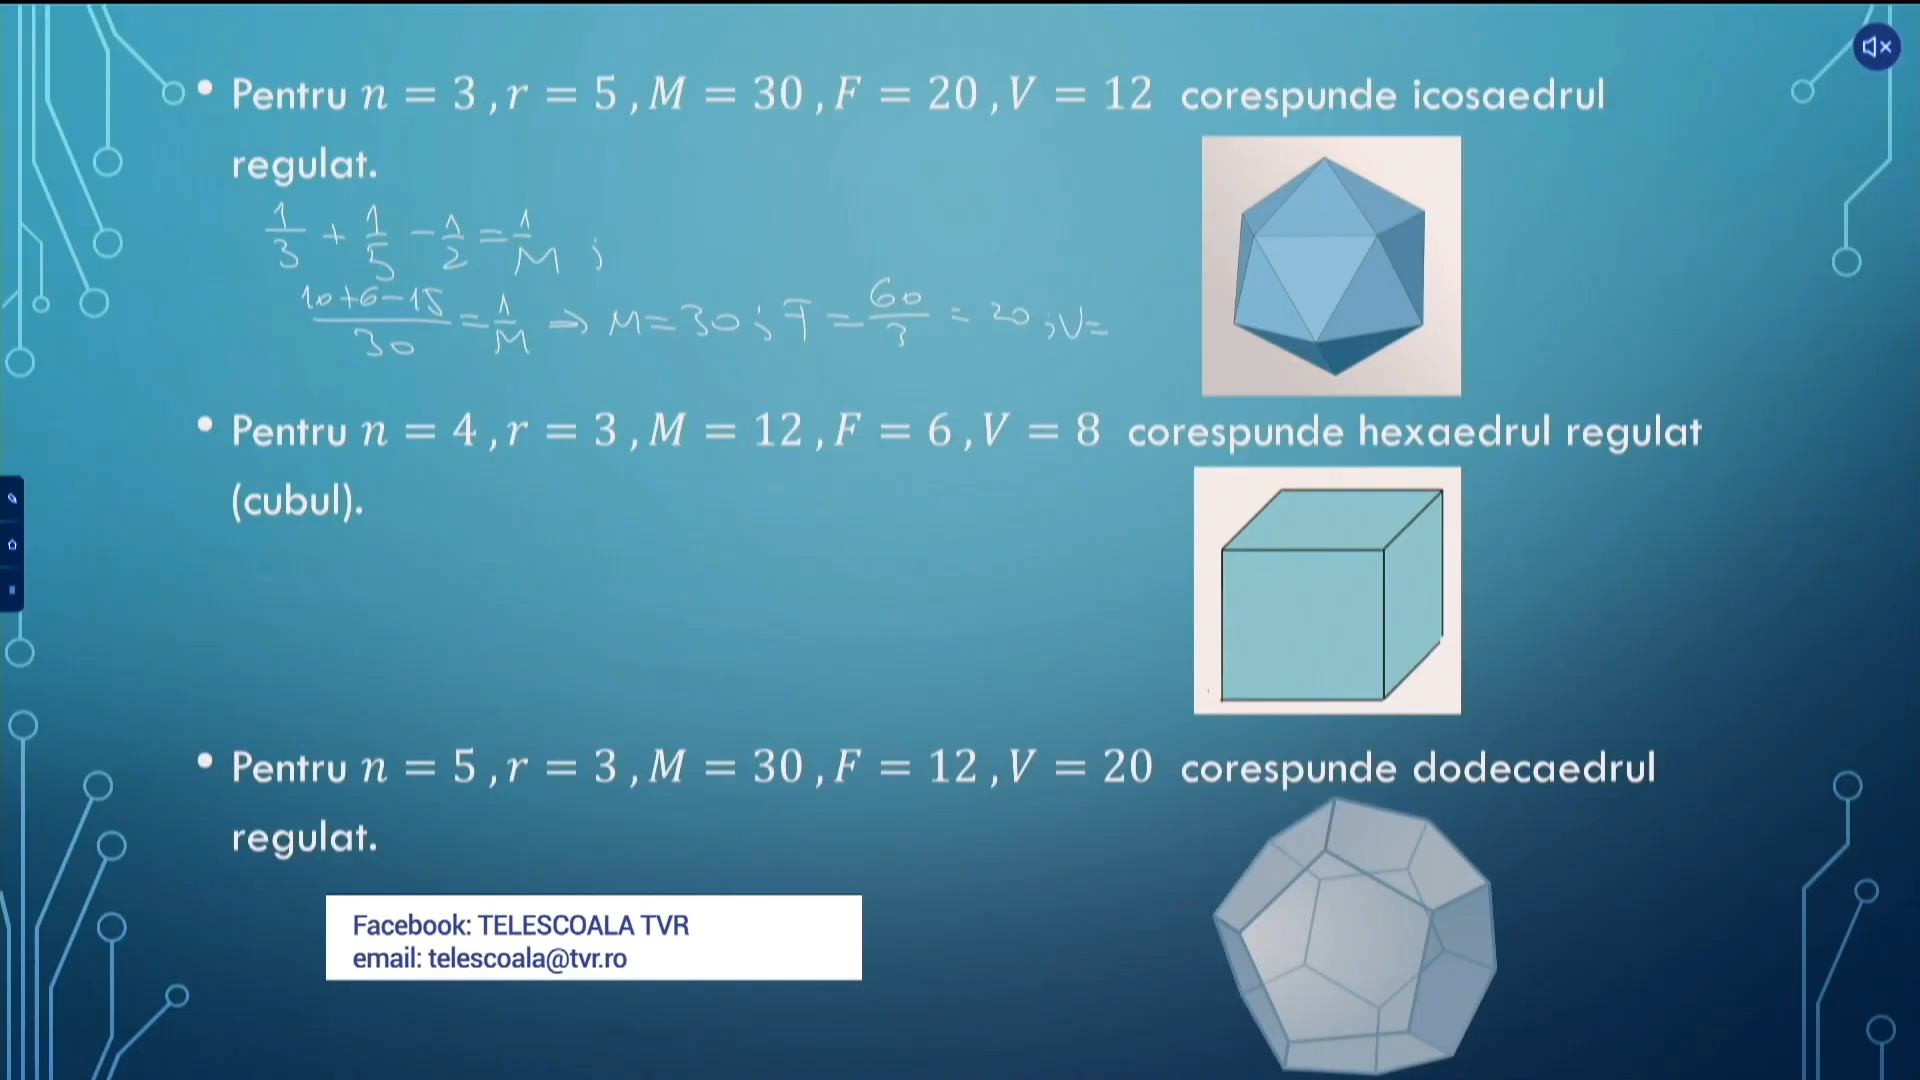 • Pentru n = 3 , r = 5 , M = 30 , F = 20 , V = 12 corespunde icosaedrul
regulat.
1/3 + 1/5 - 1/2 = 1/M ;
(10+6-15)/30 = 1/M ⇒ M = 30 ; F = 60/3 = 20 ; V =
• Pentru n = 4 , r = 3 , M = 12 , F = 6 , V = 8 corespunde hexaedrul regulat
(cubul).
• Pentru n = 5 , r = 3 , M = 30 , F = 12 , V = 20 corespunde dodecaedrul
regulat.
Facebook: TELESCOALA TVR
email: telescoala@tvr.ro